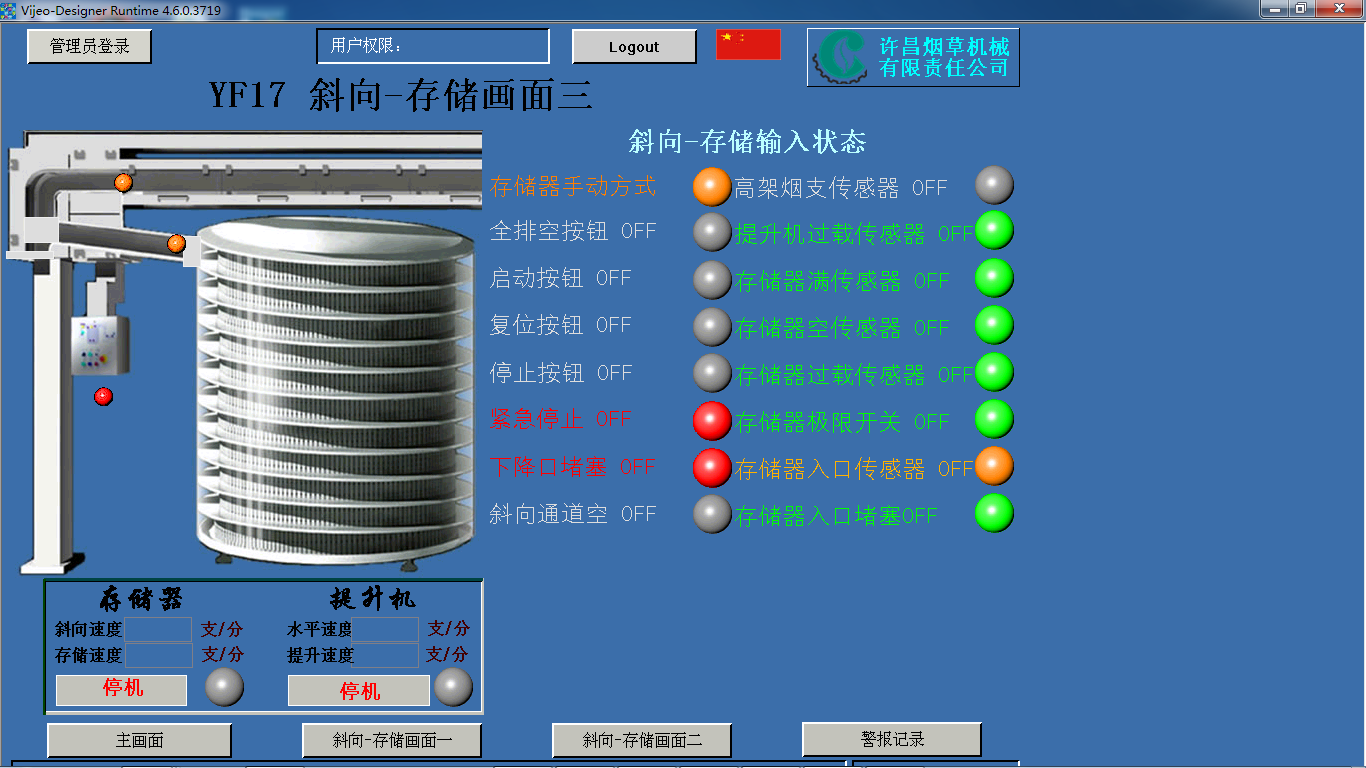 Vijeo-Designer Runtime 4.6.0.3719
管理员登录
用户权限:
Logout
许昌烟草机械
有限责任公司
YF17 斜向-存储画面三
斜向-存储输入状态
存储器手动方式
高架烟支传感器 OFF
全排空按钮 OFF
提升机过载传感器 OFF
启动按钮 OFF
存储器满传感器 OFF
复位按钮 OFF
存储器空传感器 OFF
停止按钮 OFF
存储器过载传感器 OFF
紧急停止 OFF
存储器极限开关 OFF
下降口堵塞 OFF
存储器入口传感器 OFF
斜向通道空 OFF
存储器入口堵塞OFF
存储器
提升机
斜向速度 支/分
水平速度 支/分
存储速度 支/分
提升速度 支/分
停机
停机
主画面
斜向-存储画面一
斜向-存储画面二
警报记录